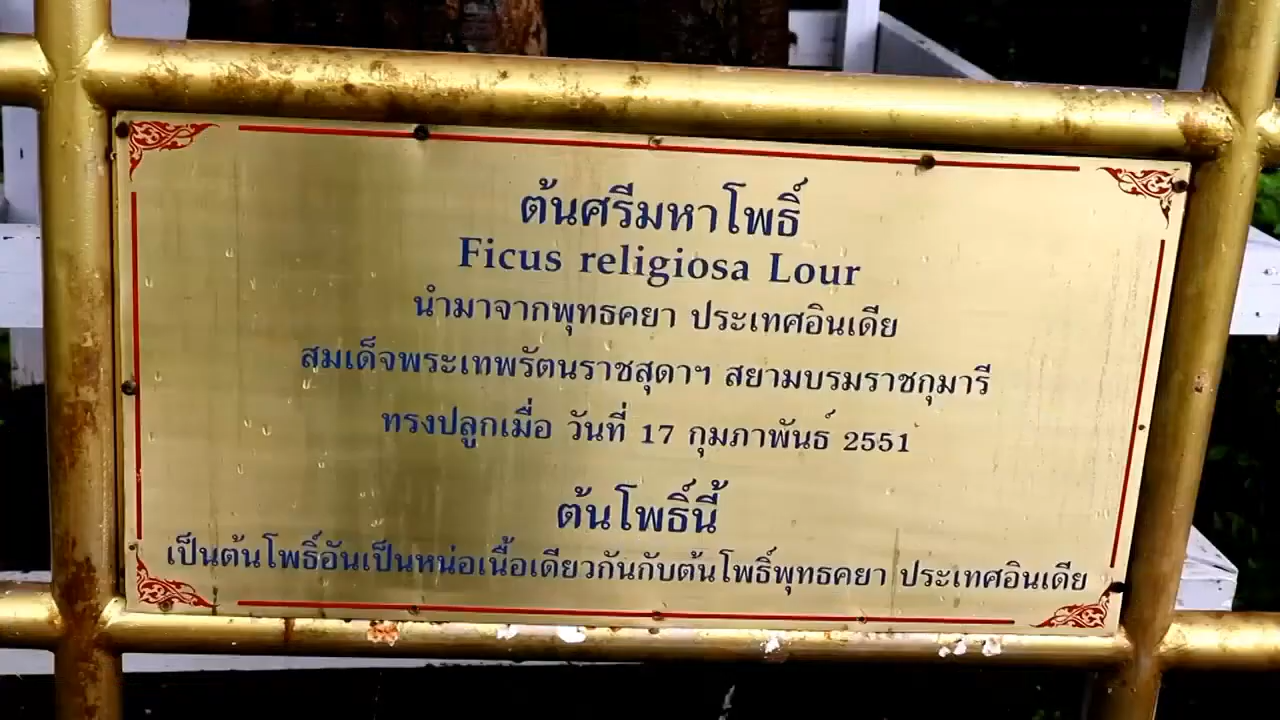 ต้นศรีมหาโพธิ์
Ficus religiosa Lour
นำมาจากพุทธคยา ประเทศอินเดีย
สมเด็จพระเทพรัตนราชสุดาฯ สยามบรมราชกุมารี
ทรงปลูกเมื่อ วันที่ 17 กุมภาพันธ์ 2551
ต้นโพธิ์นี้
เป็นต้นโพธิ์อันเป็นหน่อเนื้อเดียวกันกับต้นโพธิ์พุทธคยา ประเทศอินเดีย